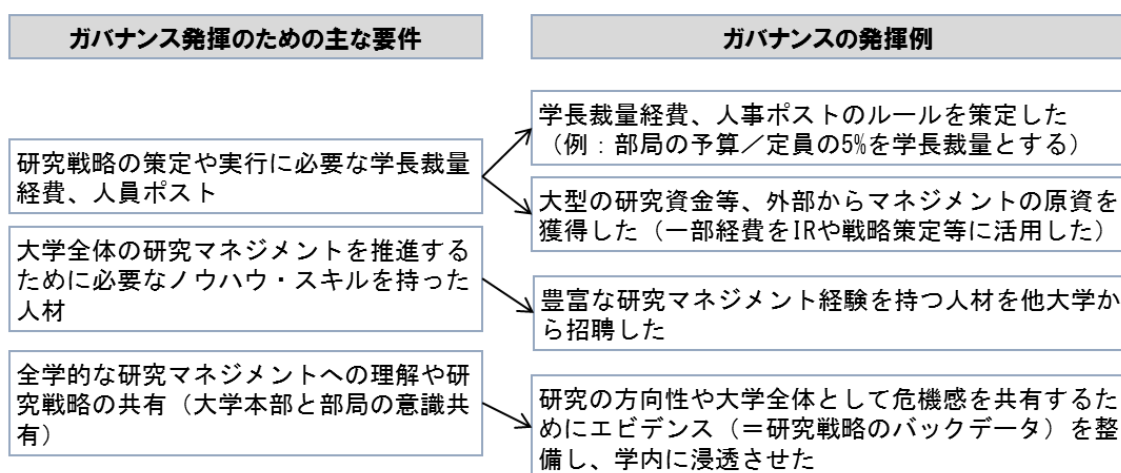 ガバナンス発揮のための主な要件
ガバナンスの発揮例
研究戦略の策定や実行に必要な学長裁量
経費、人員ポスト
学長裁量経費、人事ポストのルールを策定した
（例：部局の予算／定員の5%を学長裁量とする）
大型の研究資金等、外部からマネジメントの原資を
獲得した（一部経費をIRや戦略策定等に活用した）
大学全体の研究マネジメントを推進する
ために必要なノウハウ・スキルを持った
人材
豊富な研究マネジメント経験を持つ人材を他大学か
ら招聘した
全学的な研究マネジメントへの理解や研
究戦略の共有（大学本部と部局の意識共
有）
研究の方向性や大学全体として危機感を共有するた
めにエビデンス（＝研究戦略のバックデータ）を整
備し、学内に浸透させた